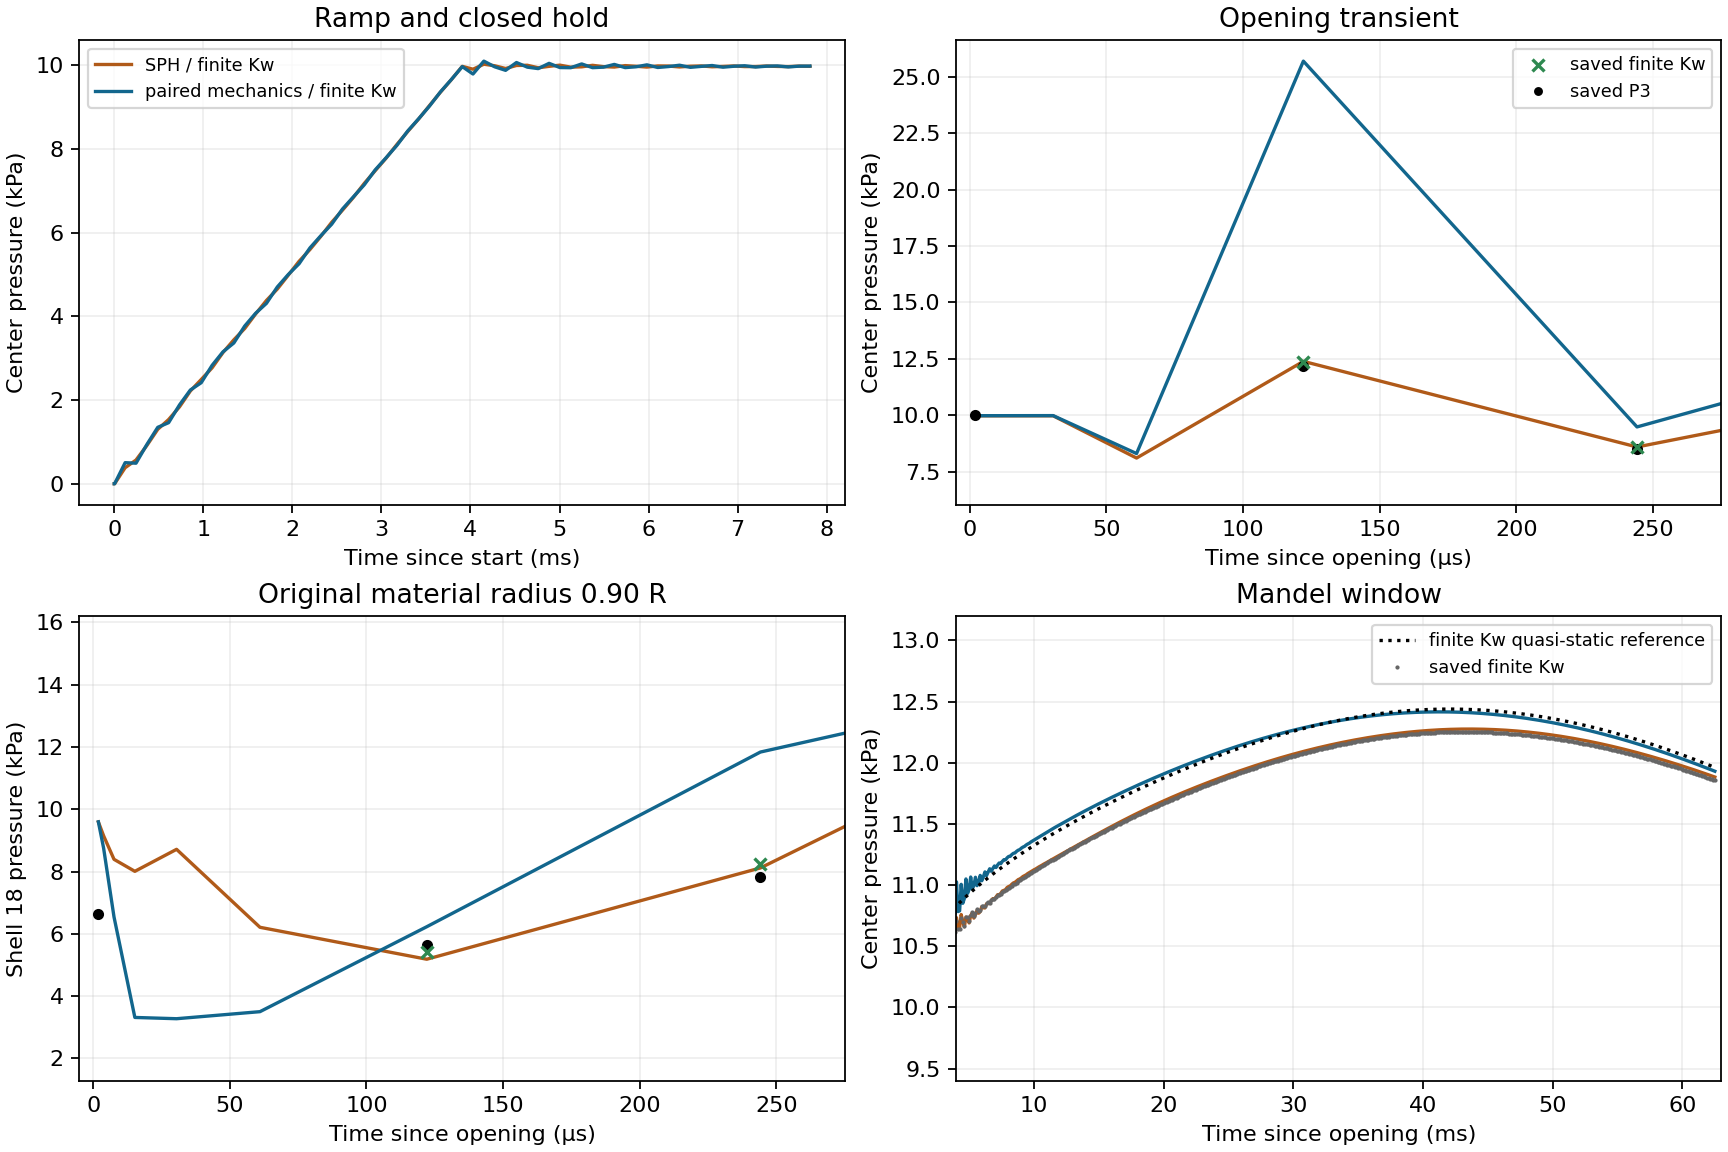 Ramp and closed hold
SPH / finite Kw
paired mechanics / finite Kw
Center pressure (kPa)
10
8
6
4
2
0
0 1 2 3 4 5 6 7 8
Time since start (ms)
Opening transient
saved finite Kw
saved P3
Center pressure (kPa)
25.0
22.5
20.0
17.5
15.0
12.5
10.0
7.5
0 50 100 150 200 250
Time since opening (µs)
Original material radius 0.90 R
Shell 18 pressure (kPa)
16
14
12
10
8
6
4
2
0 50 100 150 200 250
Time since opening (µs)
Mandel window
finite Kw quasi-static reference
saved finite Kw
Center pressure (kPa)
13.0
12.5
12.0
11.5
11.0
10.5
10.0
9.5
10 20 30 40 50 60
Time since opening (ms)